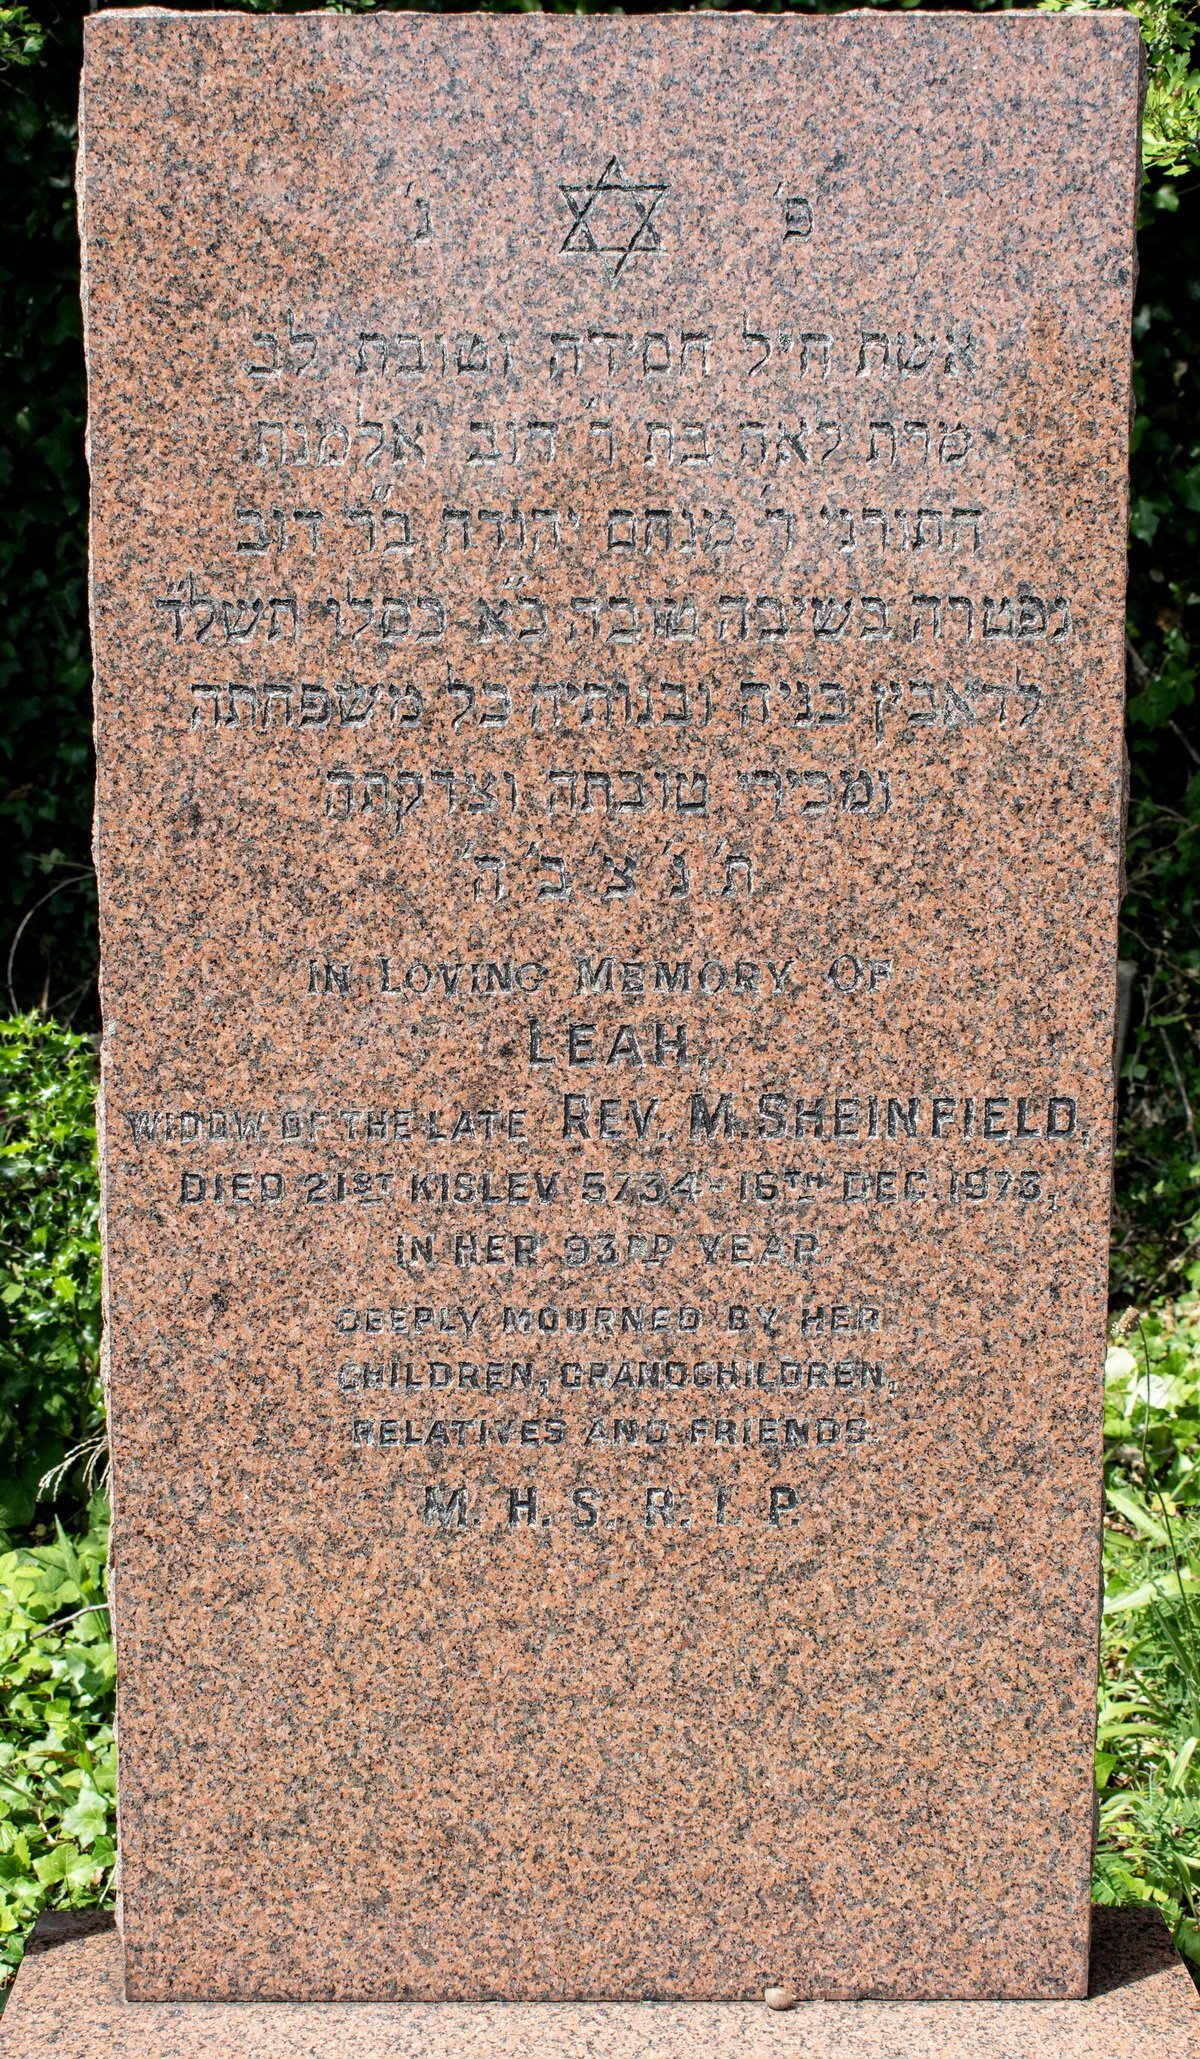 פ׳ נ׳
אשת חיל חמידה וטובת לב
מרת לאה בת ר׳ דוב אלמנת
התורני׳ ר׳ מנחם יהודה ב״ר דוב
נפטרה בשיבה טובה כ״א כסלו תשל״ד
לדאבון בניה ובנותיה כל משפחתה
ומכירי טובתה וצדקתה
ת׳ נ׳ צ׳ ב׳ ה׳
IN LOVING MEMORY OF
LEAH,
WIDOW OF THE LATE REV. M. SHEINFIELD,
DIED 21ST KISLEV 5734 - 16TH DEC. 1973,
IN HER 93RD YEAR.
DEEPLY MOURNED BY HER
CHILDREN, GRANDCHILDREN,
RELATIVES AND FRIENDS.
M. H. S. R. I. P.